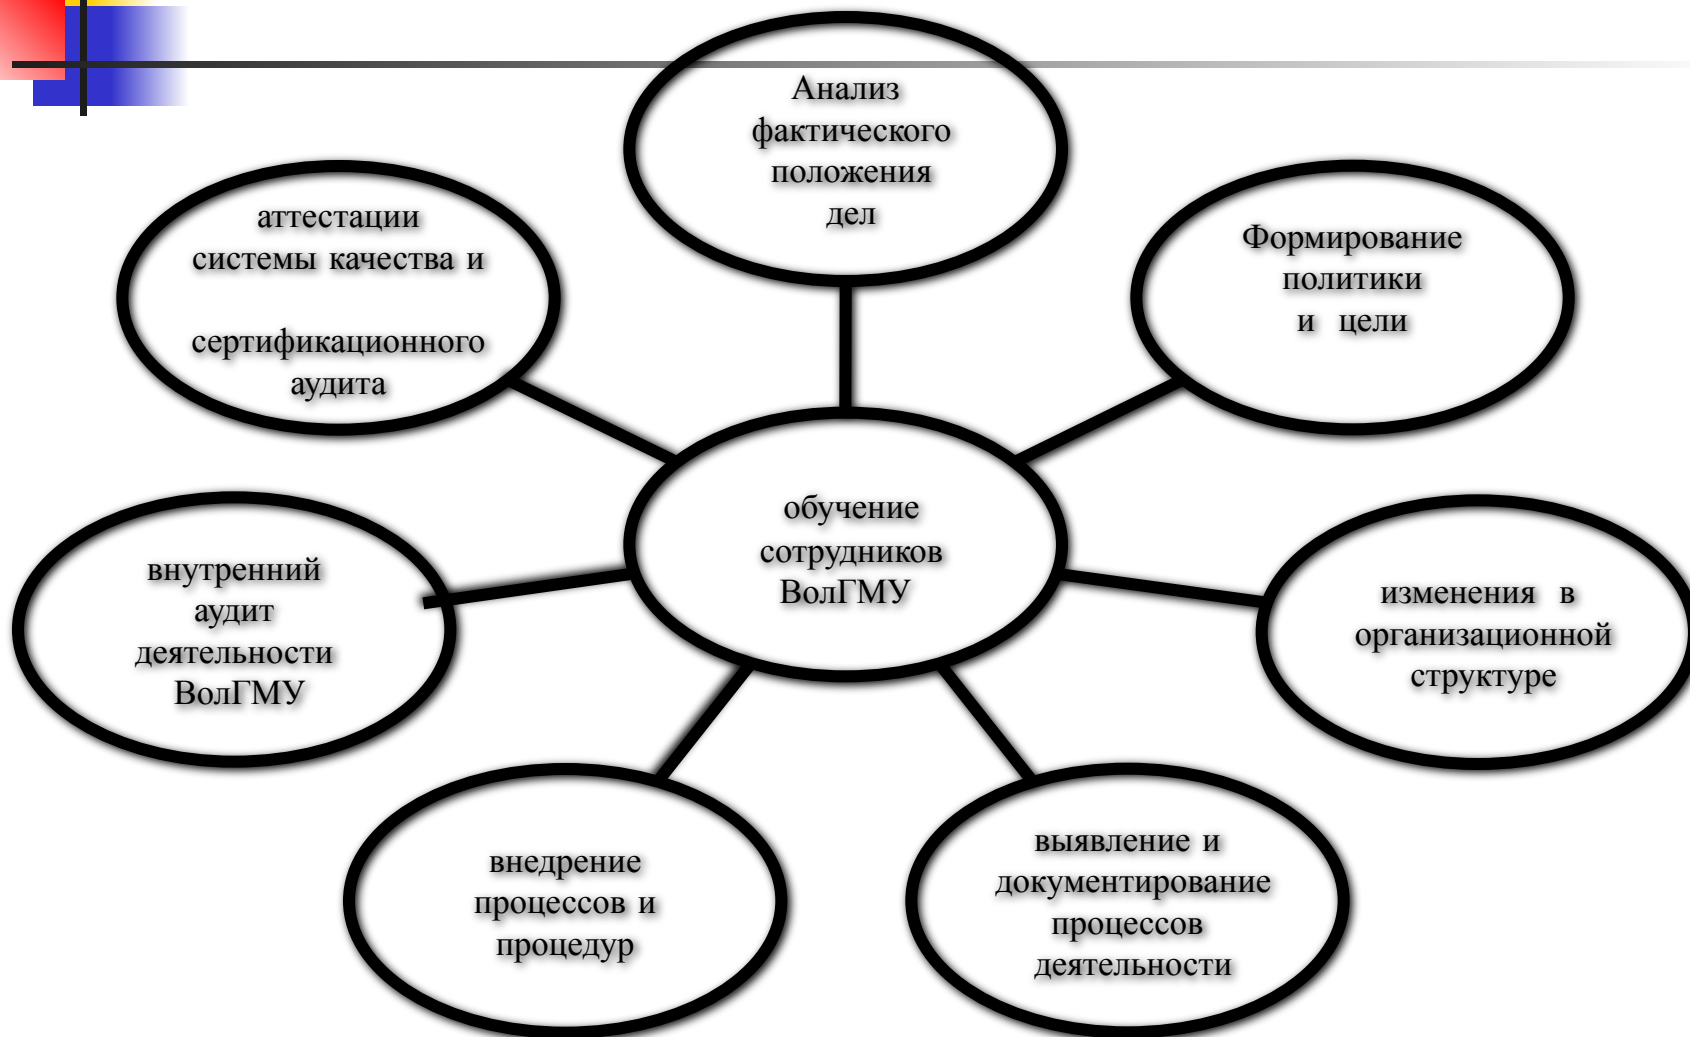 Анализ
фактического
положения
дел
аттестации
системы качества и
сертификационного
аудита
Формирование
политики
и цели
обучение
сотрудников
ВолГМУ
внутренний
аудит
деятельности
ВолГМУ
изменения в
организационной
структуре
внедрение
процессов и
процедур
выявление и
документирование
процессов
деятельности